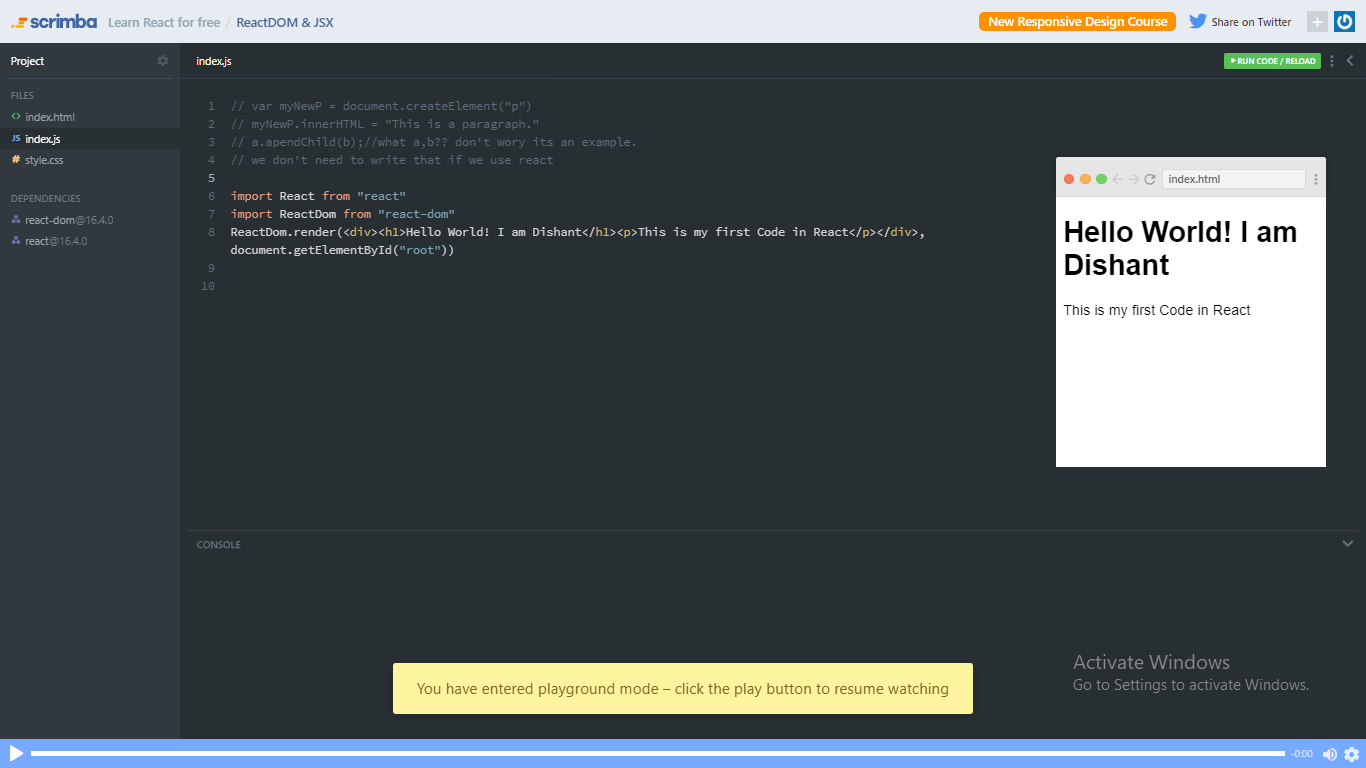 scrimba Learn React for free / ReactDOM & JSX
New Responsive Design Course Share on Twitter
Project
FILES
index.html
JS index.js
# style.css
DEPENDENCIES
react-dom@16.4.0
react@16.4.0
index.js
RUN CODE / RELOAD
1 // var myNewP = document.createElement("p")
2 // myNewP.innerHTML = "This is a paragraph."
3 // a.apendChild(b);//what a,b?? don't wory its an example.
4 // we don't need to write that if we use react
5
6 import React from "react"
7 import ReactDom from "react-dom"
8 ReactDom.render(<div><h1>Hello World! I am Dishant</h1><p>This is my first Code in React</p></div>,
document.getElementById("root"))
9
10
index.html
Hello World! I am
Dishant
This is my first Code in React
CONSOLE
You have entered playground mode – click the play button to resume watching
Activate Windows
Go to Settings to activate Windows.
-0:00